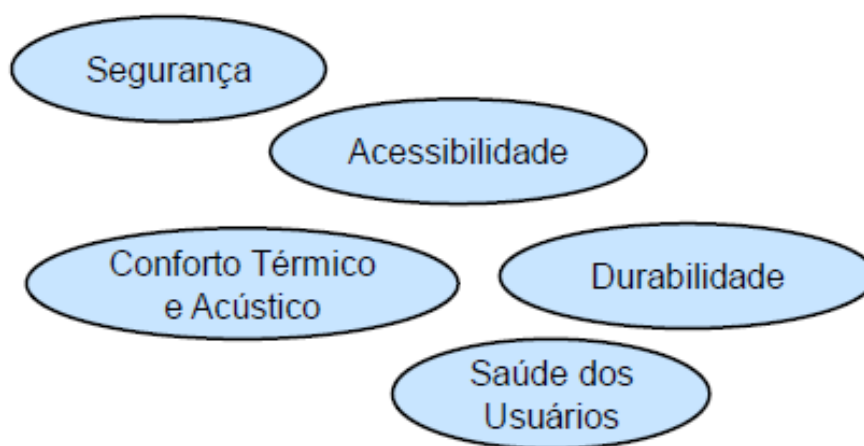 Segurança
Acessibilidade
Conforto Térmico
e Acústico
Durabilidade
Saúde dos
Usuários